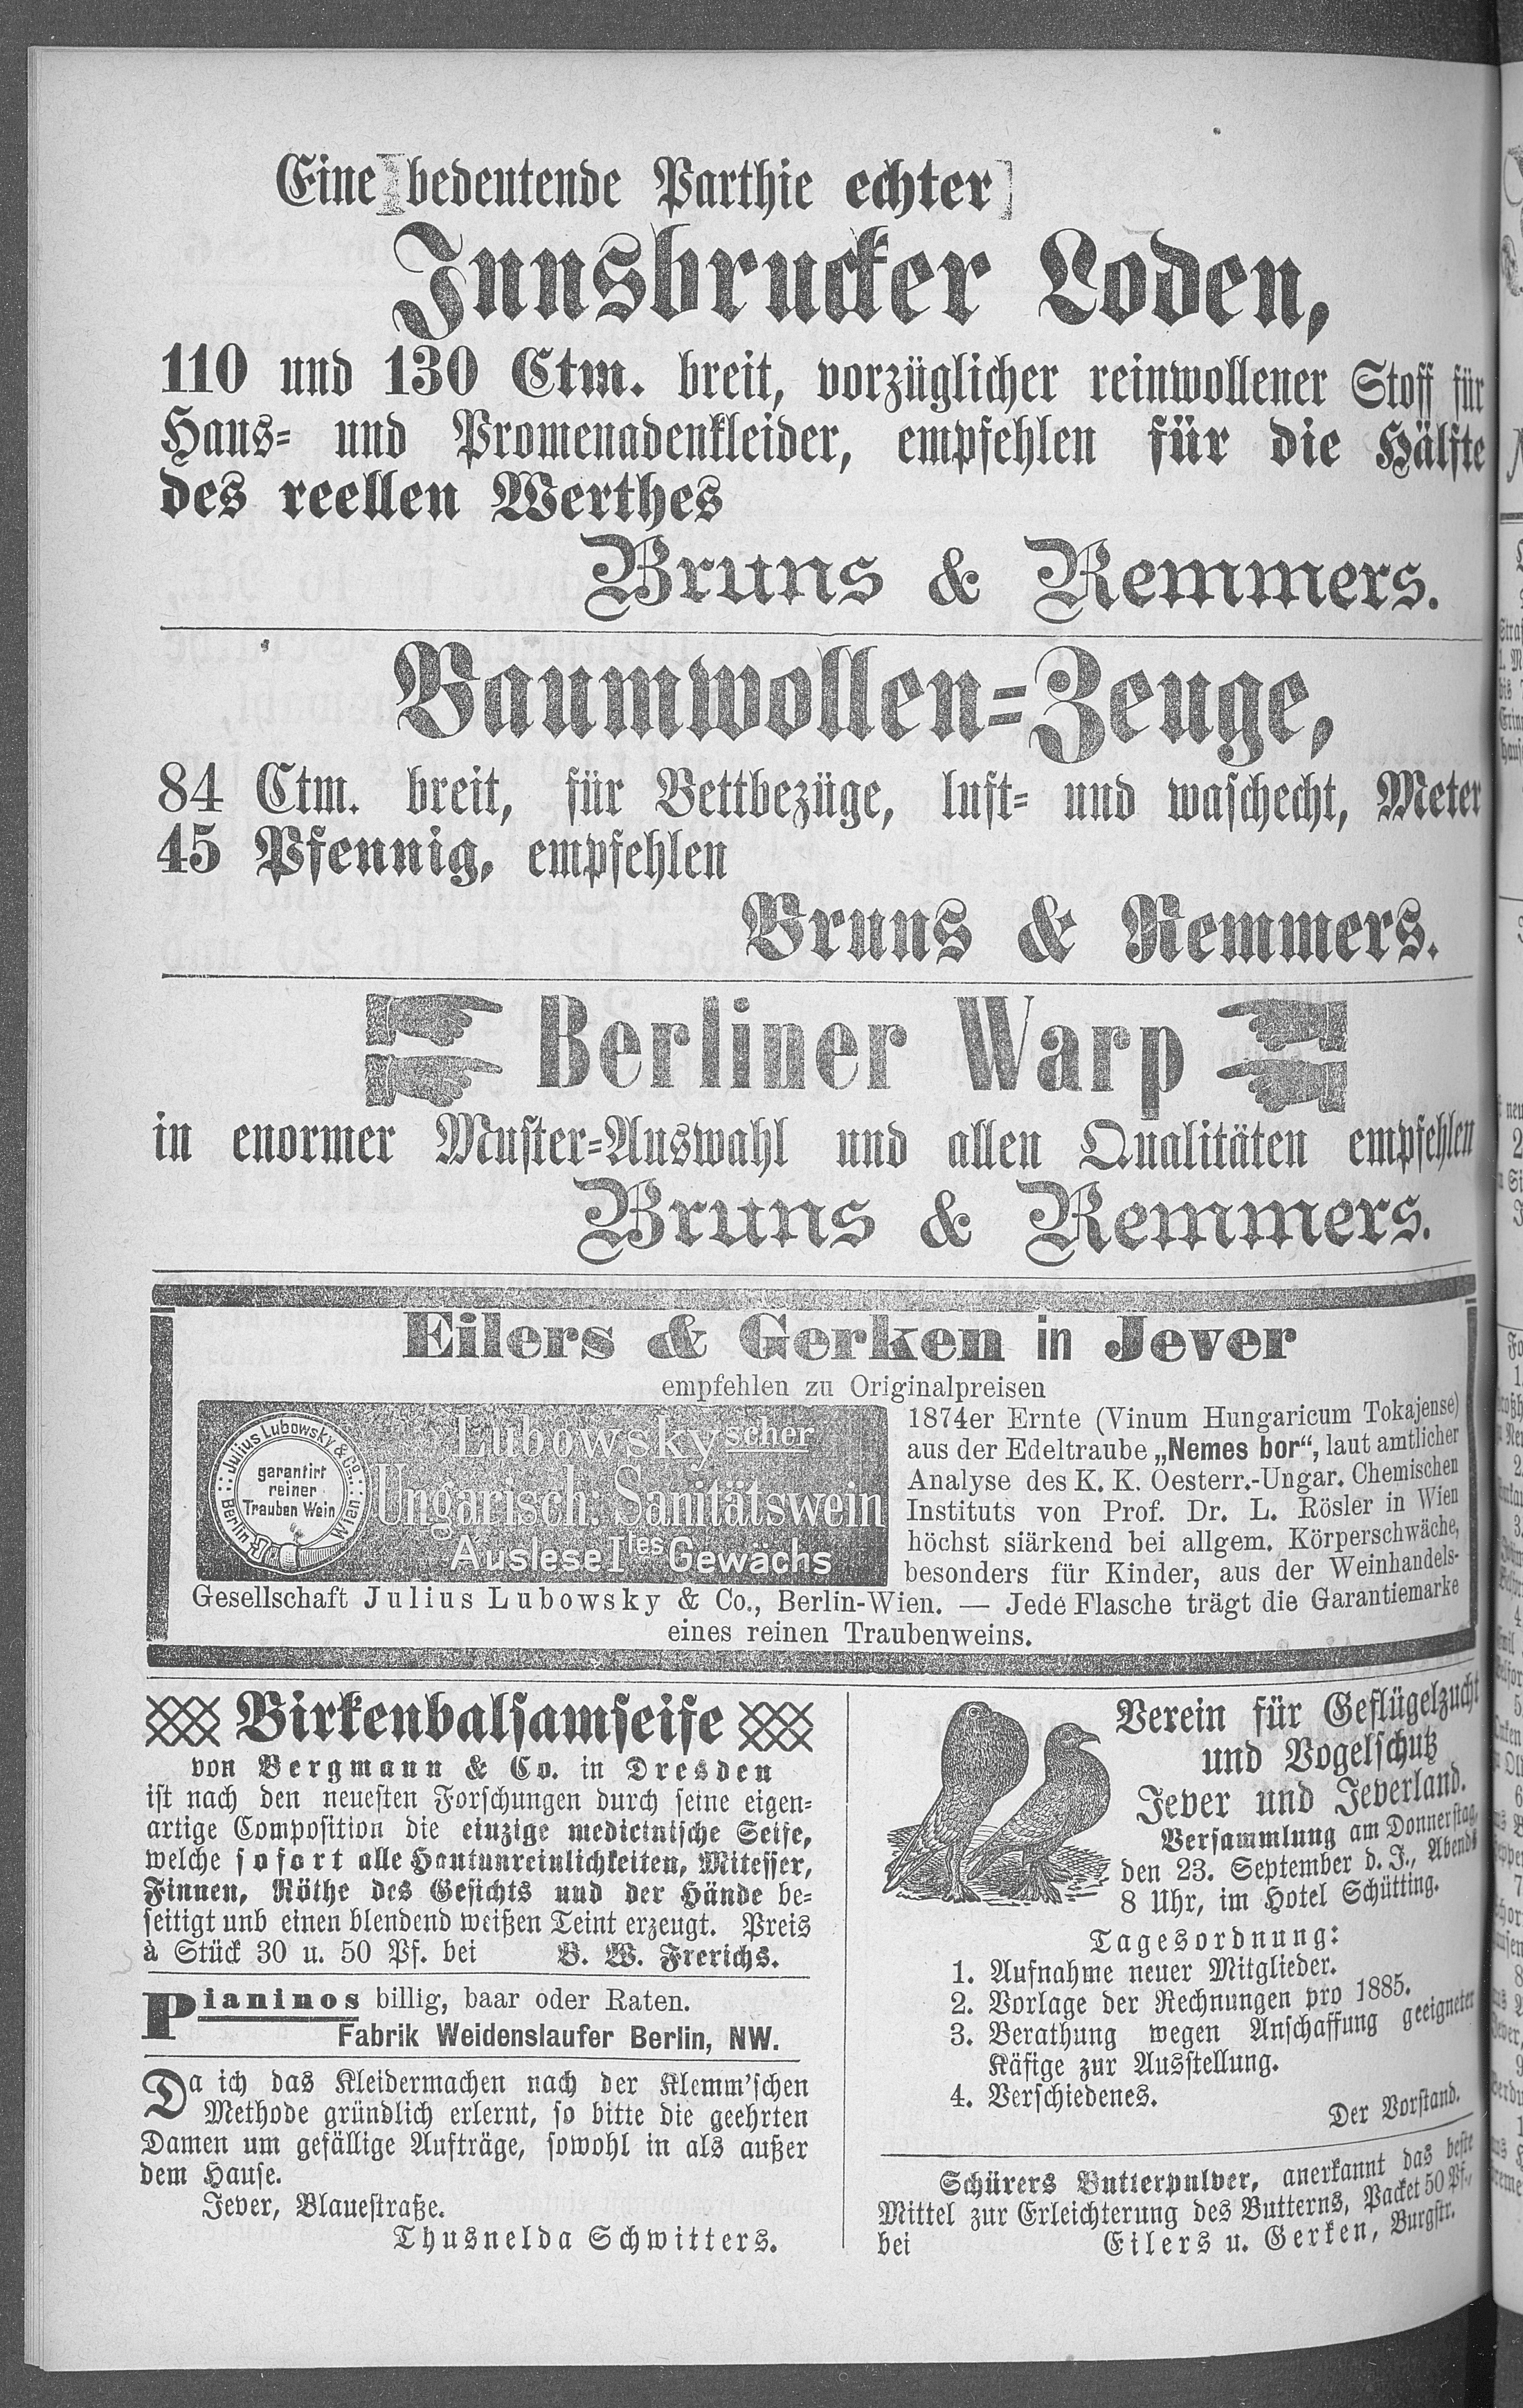 Eine bedeutende Parthie echter
Innsbrucker Loden,
110 und 130 Ctm. breit, vorzüglicher reinwollener Stoff für
Haus- und Promenadenkleider, empfehlen für die Hälfte
des reellen Werthes
Bruns & Remmers.
Baumwollen-Zeuge,
84 Ctm. breit, für Bettbezüge, luft- und waschecht, Meter
45 Pfennig, empfehlen
Bruns & Remmers.
Berliner Warp
in enormer Muster-Auswahl und allen Qualitäten empfehlen
Bruns & Remmers.
Eilers & Gerken in Jever
empfehlen zu Originalpreisen
Julius Lubowsky & Co.
garantirt
reiner
Trauben Wein
Berlin Wien
Lubowskyscher
Ungarisch: Sanitätswein
Auslese Ites Gewächs
1874er Ernte (Vinum Hungaricum Tokajense)
aus der Edeltraube „Nemes bor“, laut amtlicher
Analyse des K. K. Oesterr.-Ungar. Chemischen
Instituts von Prof. Dr. L. Rösler in Wien
höchst siärkend bei allgem. Körperschwäche,
besonders für Kinder, aus der Weinhandels-
Gesellschaft Julius Lubowsky & Co., Berlin-Wien. — Jede Flasche trägt die Garantiemarke
eines reinen Traubenweins.
Birkenbalsamseife
von Bergmann & Co. in Dresden
ist nach den neuesten Forschungen durch seine eigen-
artige Composition die einzige medicinische Seife,
welche sofort alle Hautunreinlichkeiten, Mitesser,
Finnen, Röthe des Gesichts und der Hände be-
seitigt unb einen blendend weißen Teint erzeugt. Preis
à Stück 30 u. 50 Pf. bei B. W. Frerichs.
Pianinos billig, baar oder Raten.
Fabrik Weidenslaufer Berlin, NW.
Da ich das Kleidermachen nach der Klemm'schen
Methode gründlich erlernt, so bitte die geehrten
Damen um gefällige Aufträge, sowohl in als außer
dem Hause.
Jever, Blauestraße.
Thusnelda Schwitters.
Verein für Geflügelzucht
und Vogelschutz
Jever und Jeverland.
Versammlung am Donnerstag,
den 23. September d. J., Abends
8 Uhr, im Hotel Schütting.
Tagesordnung:
1. Aufnahme neuer Mitglieder.
2. Vorlage der Rechnungen pro 1885.
3. Berathung wegen Anschaffung geeigneter
Käfige zur Ausstellung.
4. Verschiedenes.
Der Vorstand.
Schürers Butterpulver, anerkannt das beste
Mittel zur Erleichterung des Butterns, Packet 50 Pf.,
bei Eilers u. Gerken, Burgstr.